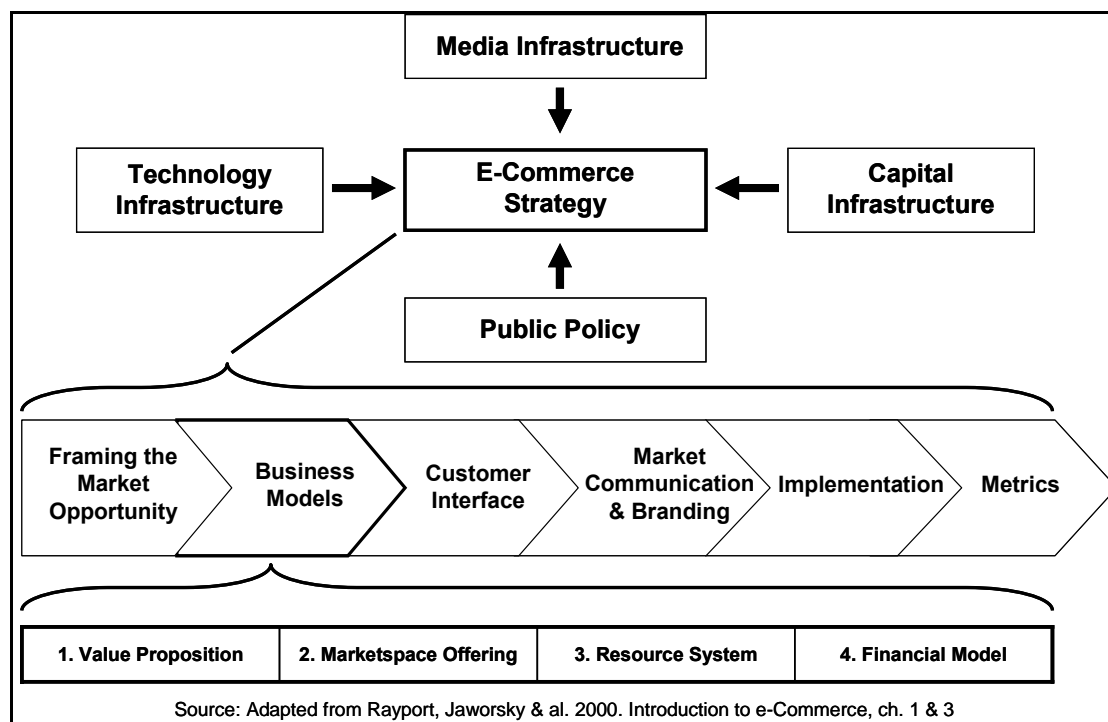 Media Infrastructure
Technology
Infrastructure
E-Commerce
Strategy
Capital
Infrastructure
Public Policy
Framing the
Market
Opportunity
Business
Models
Customer
Interface
Market
Communication
& Branding
Implementation
Metrics
1. Value Proposition
2. Marketspace Offering
3. Resource System
4. Financial Model
Source: Adapted from Rayport, Jaworsky & al. 2000. Introduction to e-Commerce, ch. 1 & 3